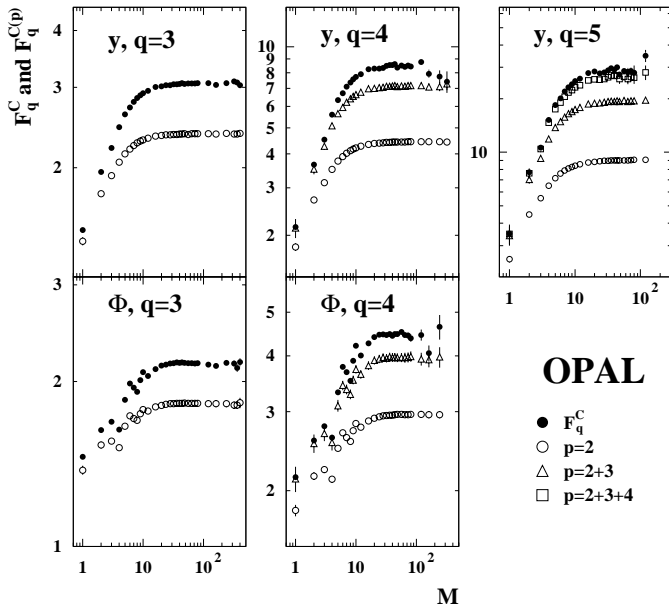 F_q^C and F_q^C(p)
y, q=3
4
3
2
y, q=4
10
9
8
7
6
5
4
3
2
y, q=5
10
1 10 10^2
Φ, q=3
3
2
1
1 10 10^2
Φ, q=4
5
4
3
2
1 10 10^2
M
OPAL
F_q^C
p=2
p=2+3
p=2+3+4